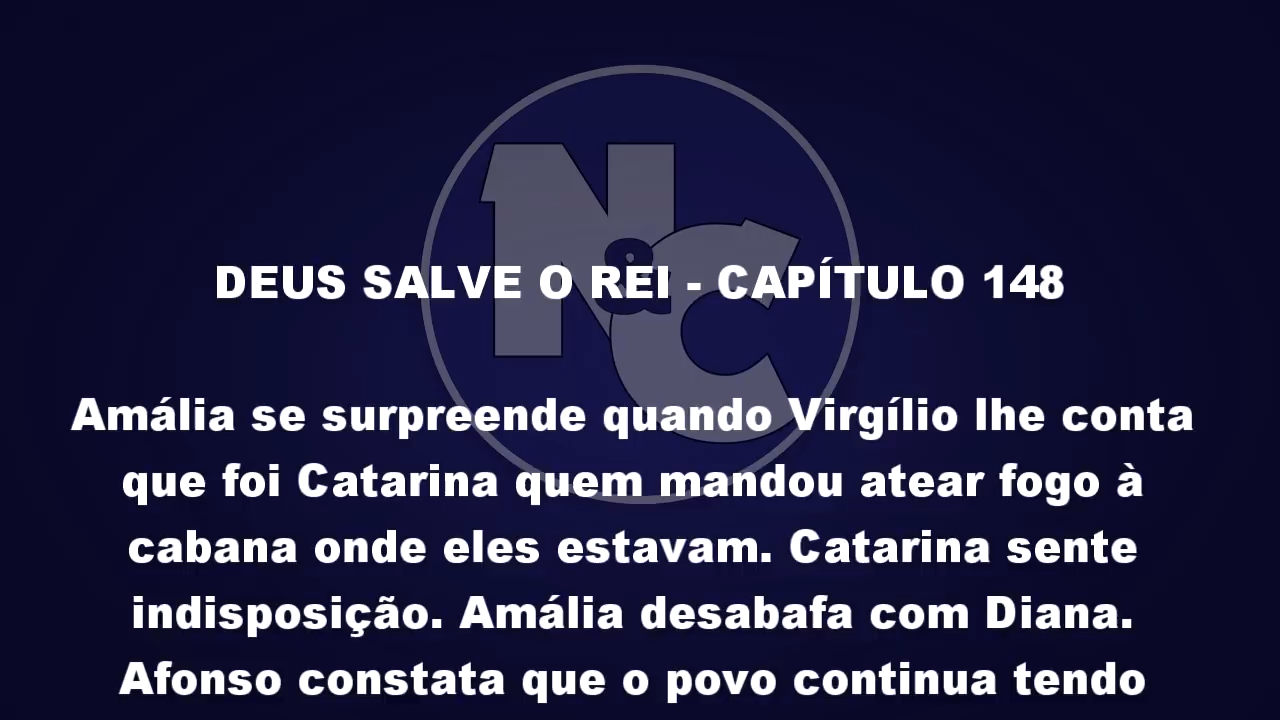 N&C
DEUS SALVE O REI - CAPÍTULO 148
Amália se surpreende quando Virgílio lhe conta
que foi Catarina quem mandou atear fogo à
cabana onde eles estavam. Catarina sente
indisposição. Amália desabafa com Diana.
Afonso constata que o povo continua tendo